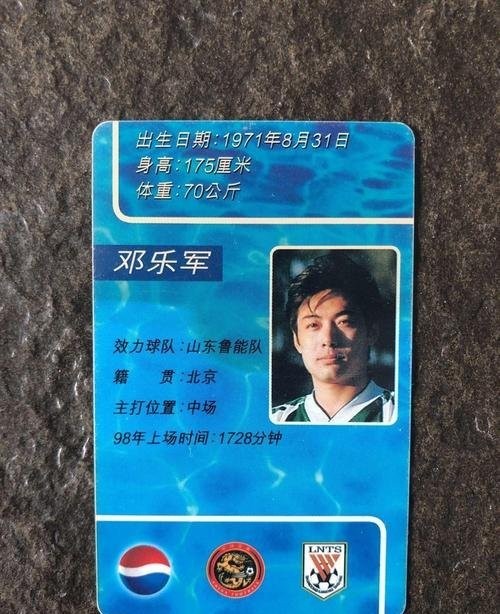 出生日期:1971年8月31日
身高:175厘米
体重:70公斤
邓乐军
效力球队:山东鲁能队
籍 贯:北京
主打位置:中场
98年上场时间:1728分钟
LNTS